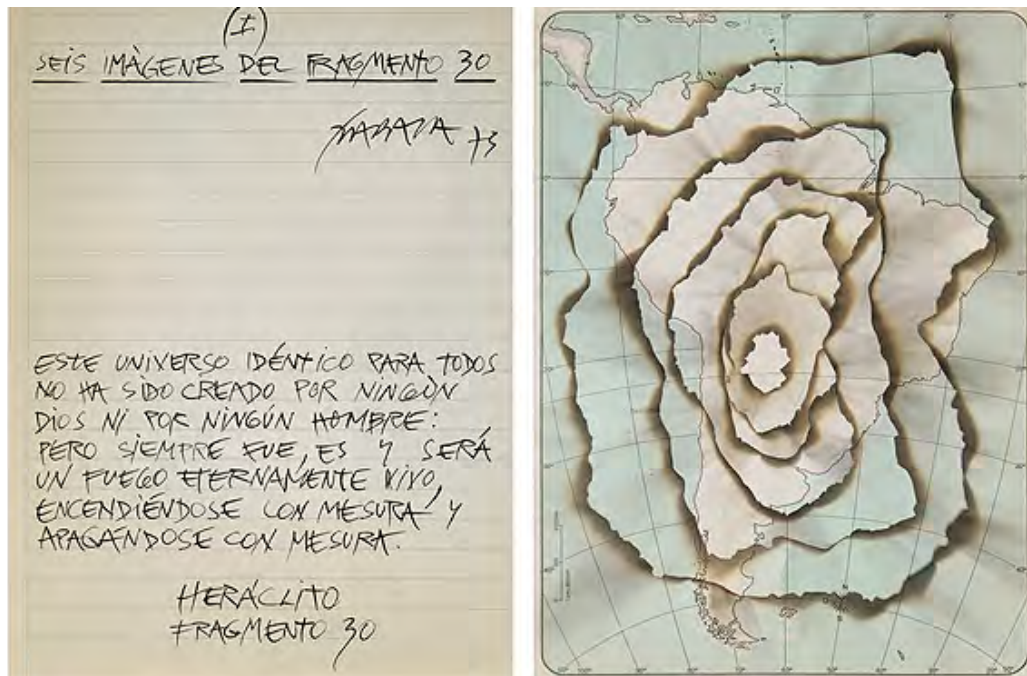 (I)
SEIS IMÀGENES DEL FRAGMENTO 30
ZABALA 73
ESTE UNIVERSO IDÉNTICO PARA TODOS
NO HA SIDO CREADO POR NINGÚN
DIOS NI POR NINGÚN HOMBRE:
PERO SIEMPRE FUE, ES Y SERÁ
UN FUEGO ETERNAMENTE VIVO,
ENCENDIÉNDOSE CON MESURA Y
APAGÁNDOSE CON MESURA.
HERÁCLITO
FRAGMENTO 30